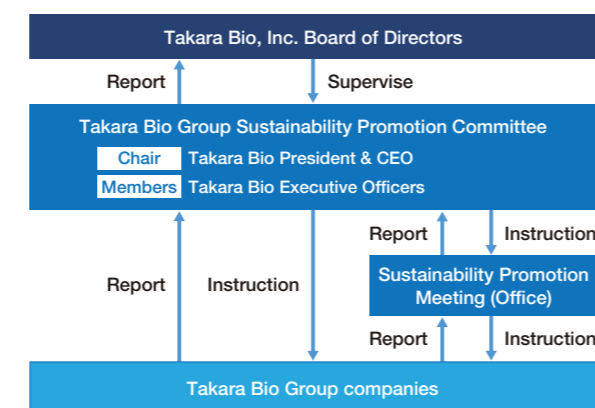 Takara Bio, Inc. Board of Directors
Report
Supervise
Takara Bio Group Sustainability Promotion Committee
Chair Takara Bio President & CEO
Members Takara Bio Executive Officers
Report
Instruction
Report
Instruction
Sustainability Promotion
Meeting (Office)
Report
Instruction
Takara Bio Group companies